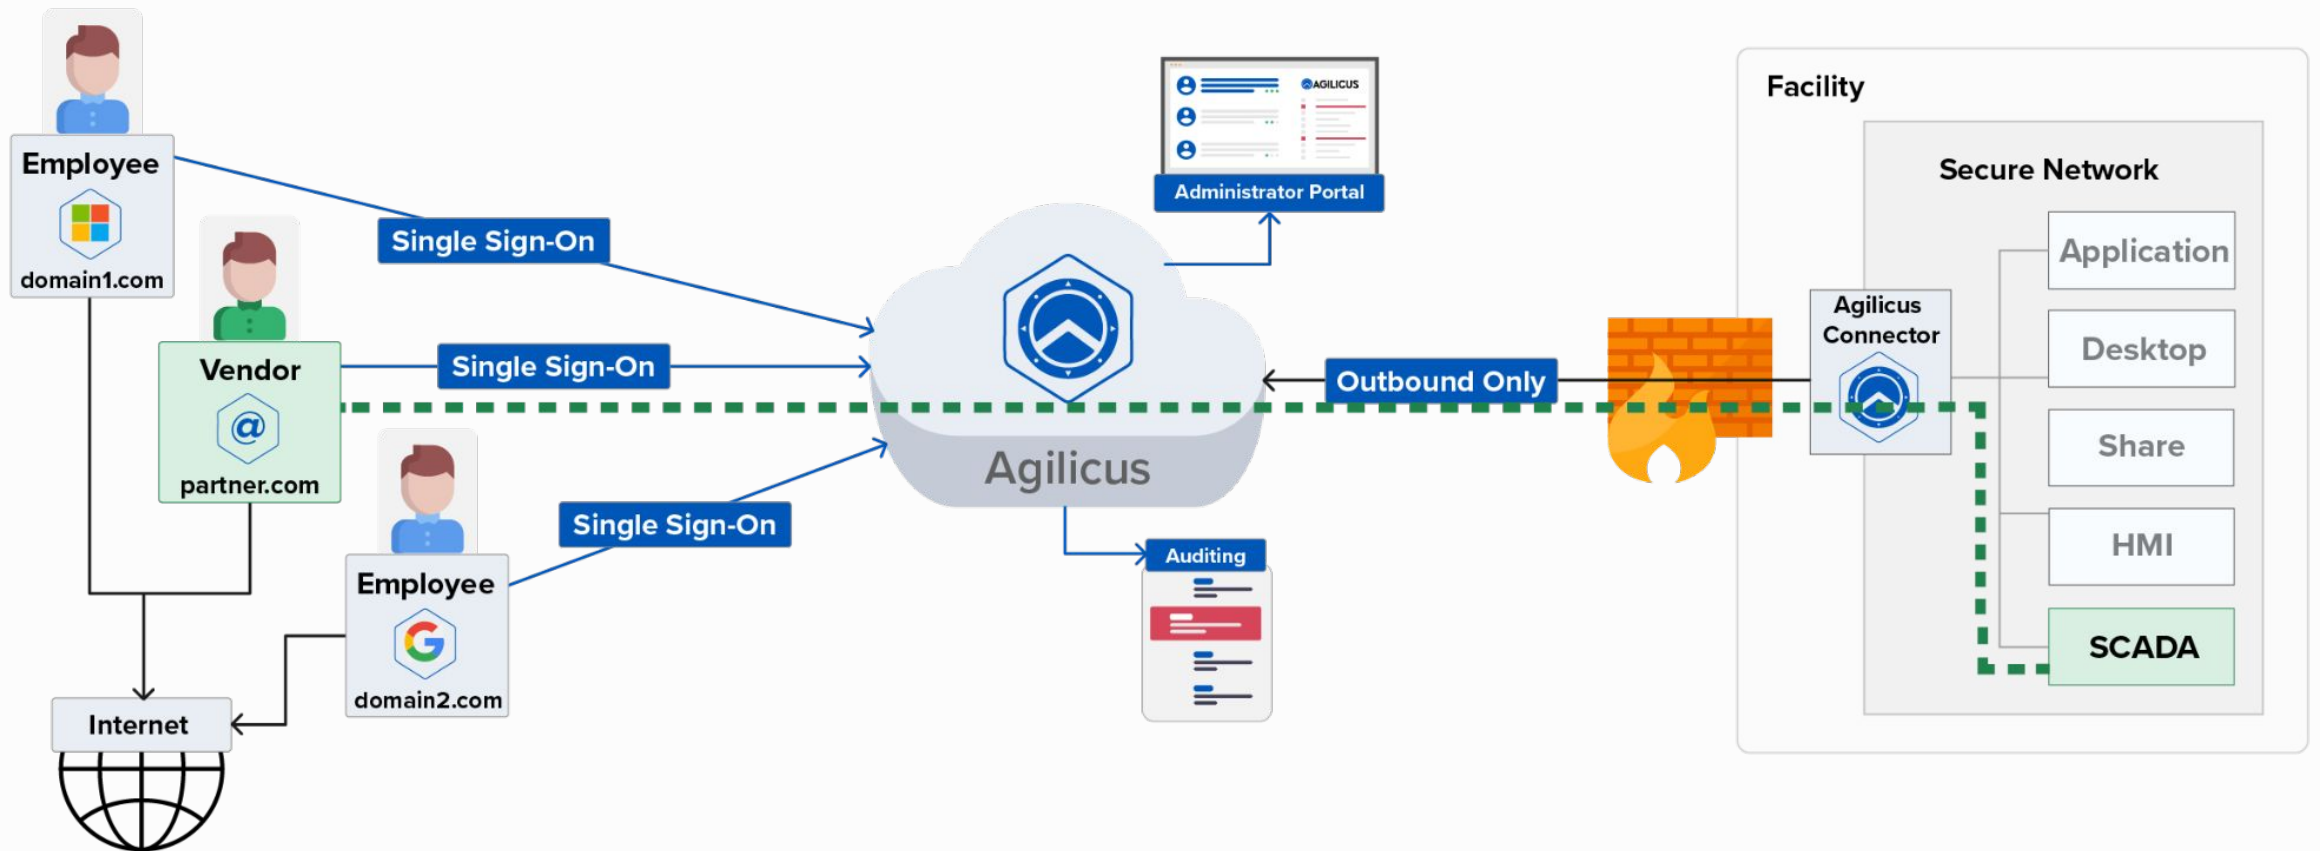 Employee
domain1.com
Single Sign-On
Vendor
@
partner.com
Single Sign-On
Employee
G
domain2.com
Single Sign-On
Internet
AGILICUS
Administrator Portal
Agilicus
Auditing
Outbound Only
Facility
Secure Network
Agilicus
Connector
Application
Desktop
Share
HMI
SCADA